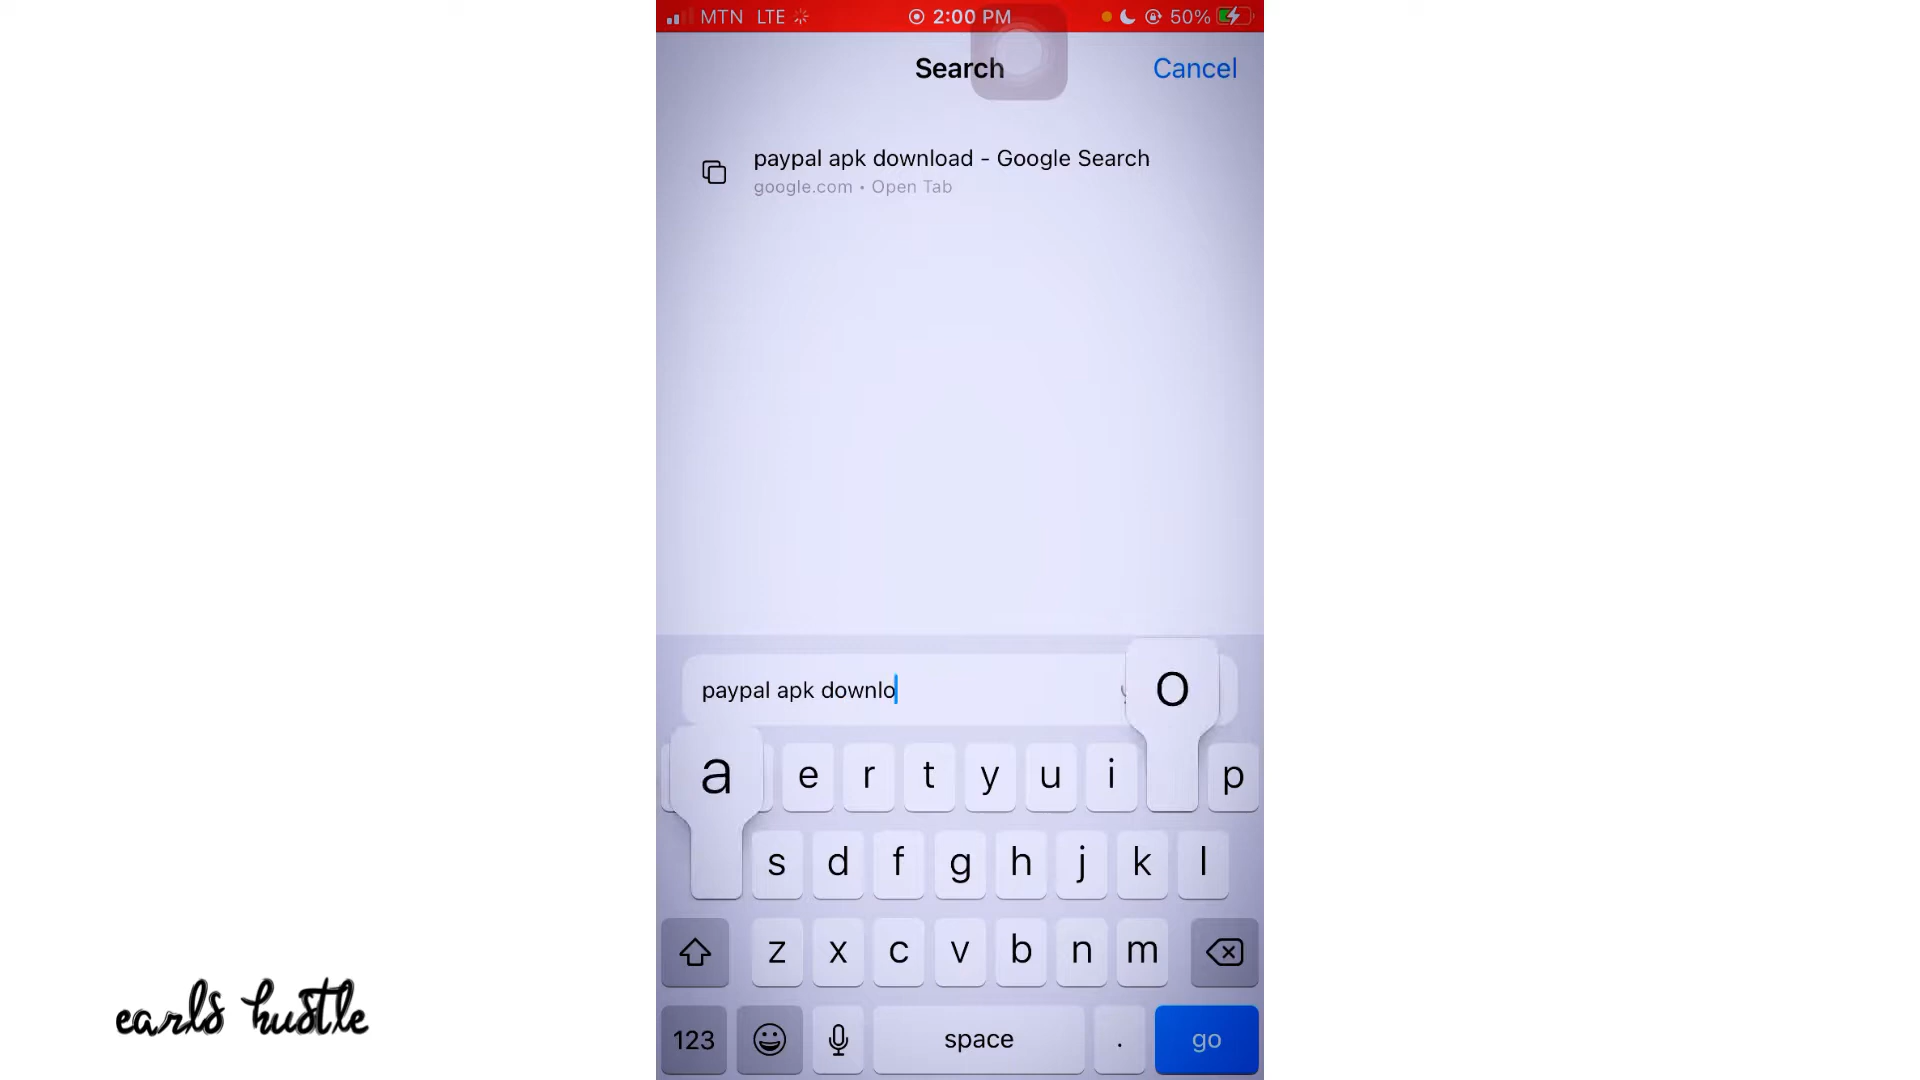 MTN LTE 2:00 PM 50%
Search Cancel
paypal apk download - Google Search
google.com • Open Tab
paypal apk downlo
o
a
e r t y u i p
s d f g h j k l
z x c v b n m
123 space . go
earls hustle